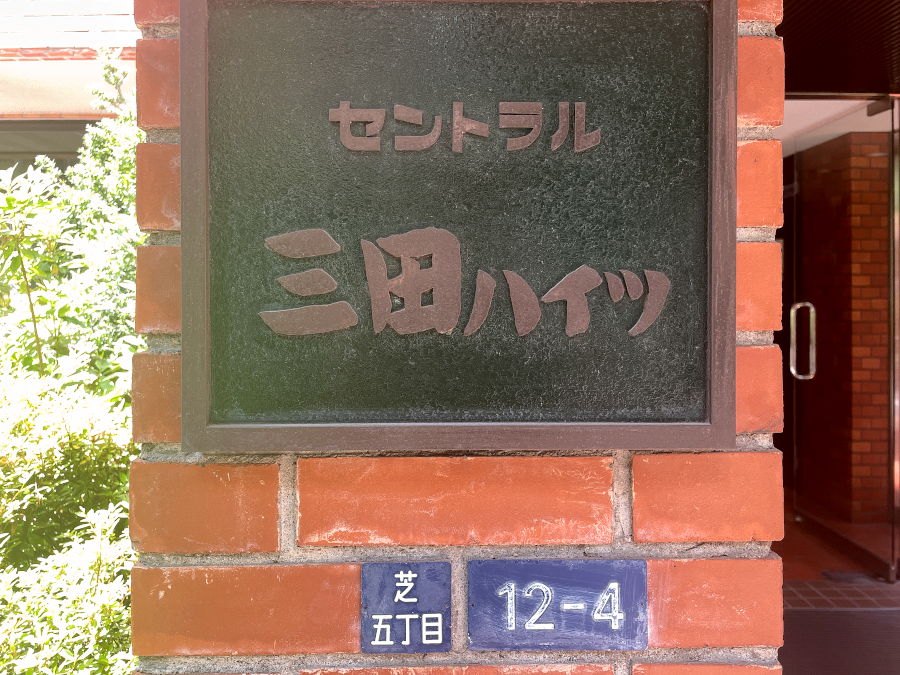 セントラル
三田ハイツ
芝
五丁目
12-4